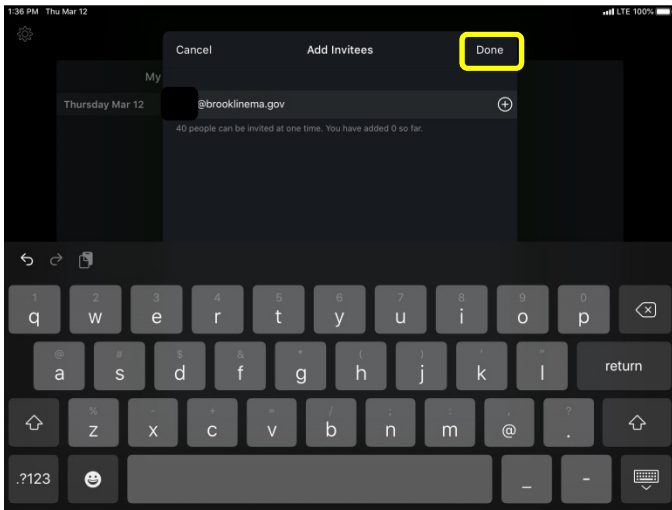 1:36 PM Thu Mar 12
LTE 100%
Cancel Add Invitees Done
My
Thursday Mar 12
@brooklinema.gov
40 people can be invited at one time. You have added 0 so far.
1 2 3 4 5 6 7 8 9 0
q w e r t y u i o p
@ # $ & * ( ) ' "
a s d f g h j k l return
% - + = / ; : , ?
z x c v b n m @ .
.?123 _ -